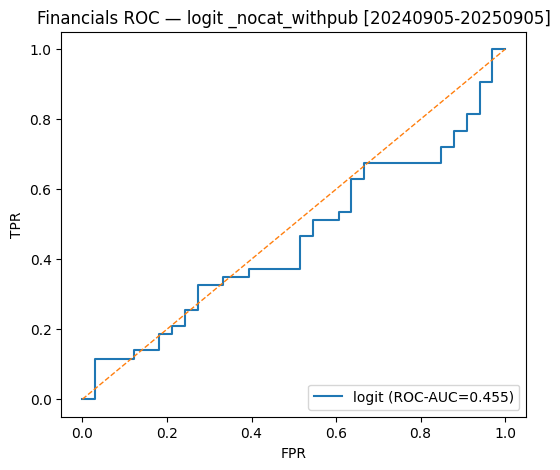 Financials ROC — logit _nocat_withpub [20240905-20250905]
1.0
0.8
0.6
0.4
0.2
0.0
TPR
logit (ROC-AUC=0.455)
0.0 0.2 0.4 0.6 0.8 1.0
FPR